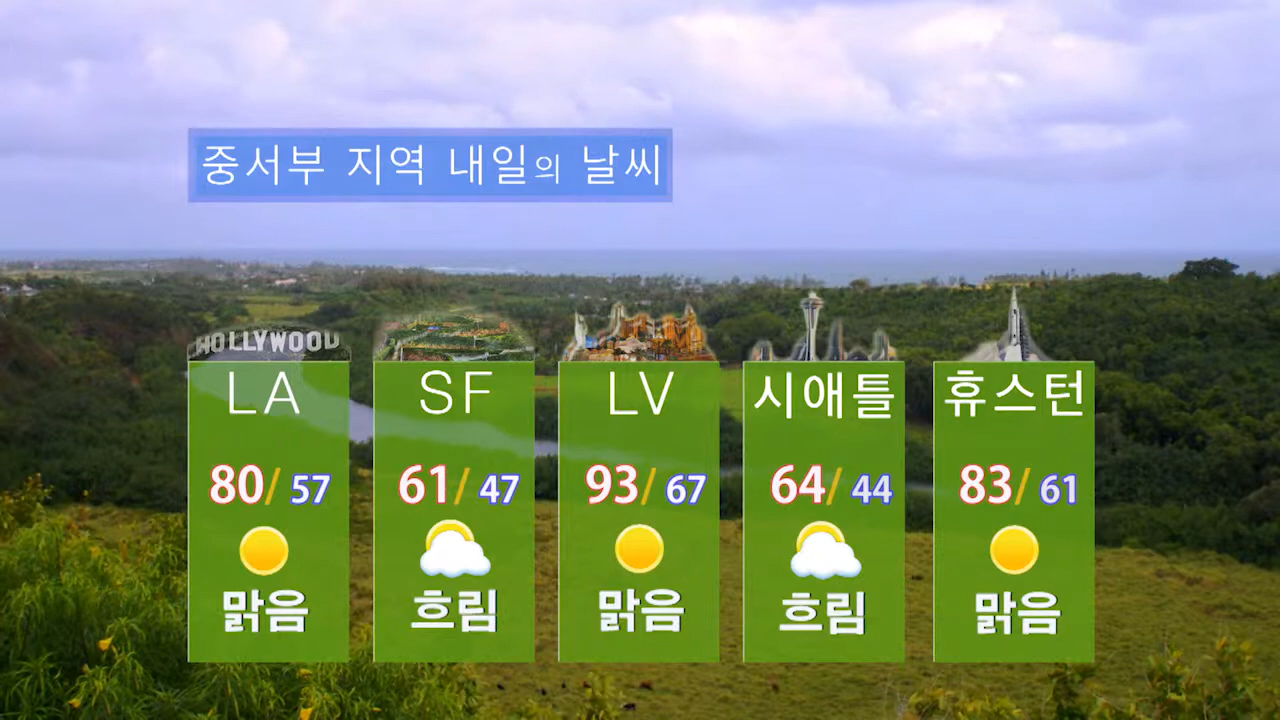 중서부 지역 내일의 날씨
HOLLYWOOD
LA
80/ 57
맑음
SF
61/ 47
흐림
LV
93/ 67
맑음
시애틀
64/ 44
흐림
휴스턴
83/ 61
맑음